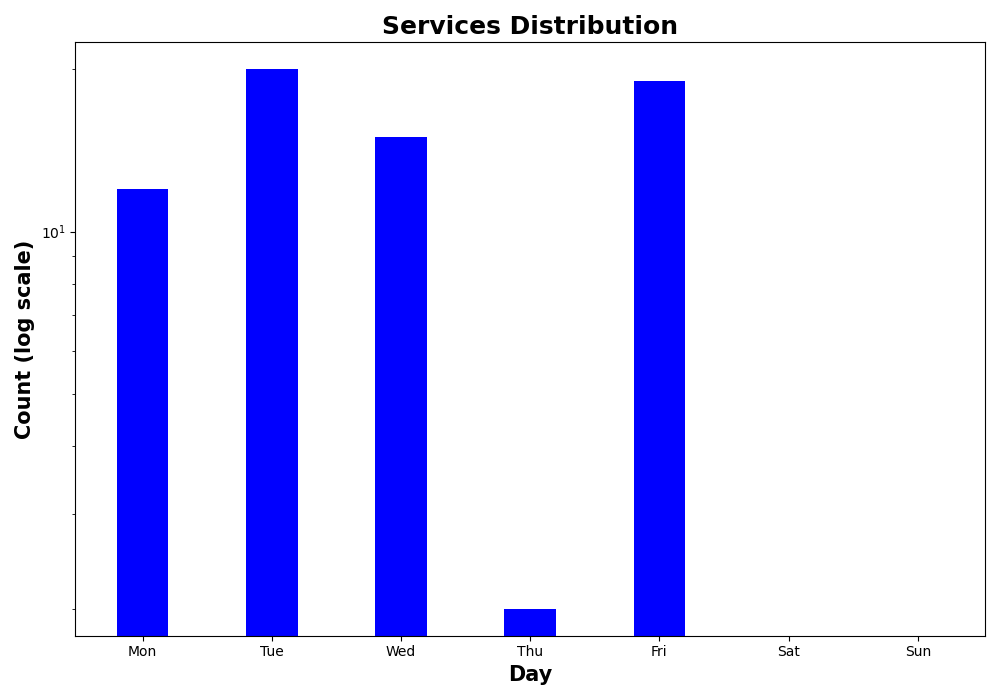 Services Distribution
Count (log scale)
10¹
Mon Tue Wed Thu Fri Sat Sun
Day